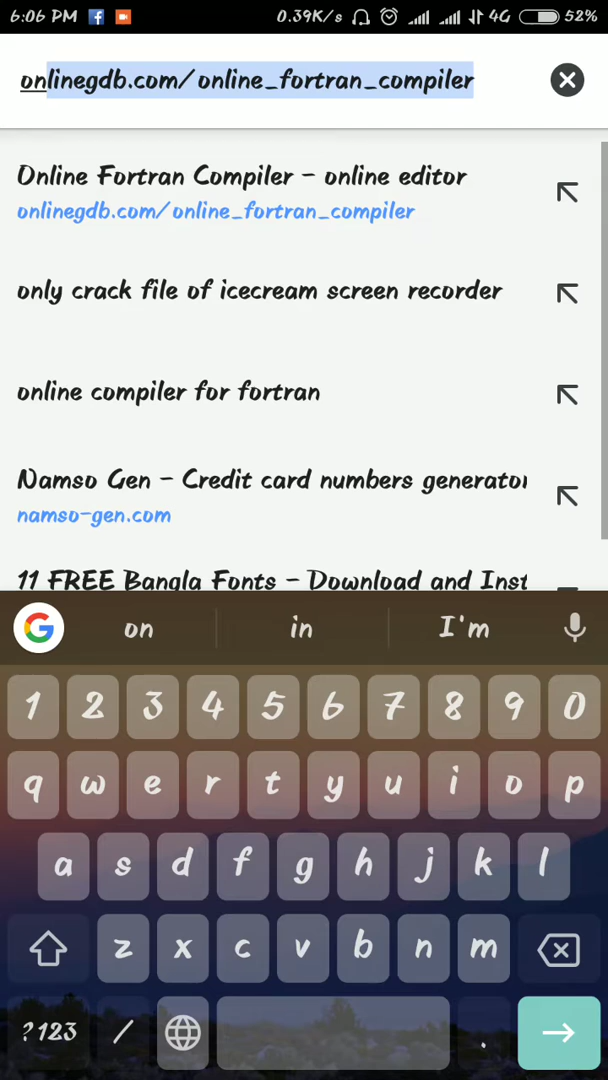 6:06 PM 0.39K/s 4G 52%
onlinegdb.com/online_fortran_compiler
Online Fortran Compiler - online editor
onlinegdb.com/online_fortran_compiler
only crack file of icecream screen recorder
online compiler for fortran
Namso Gen - Credit card numbers generator
namso-gen.com
11 FREE Bangla Fonts - Download and Inst
on in I'm
1 2 3 4 5 6 7 8 9 0
q w e r t y u i o p
a s d f g h j k l
z x c v b n m
?123 / .